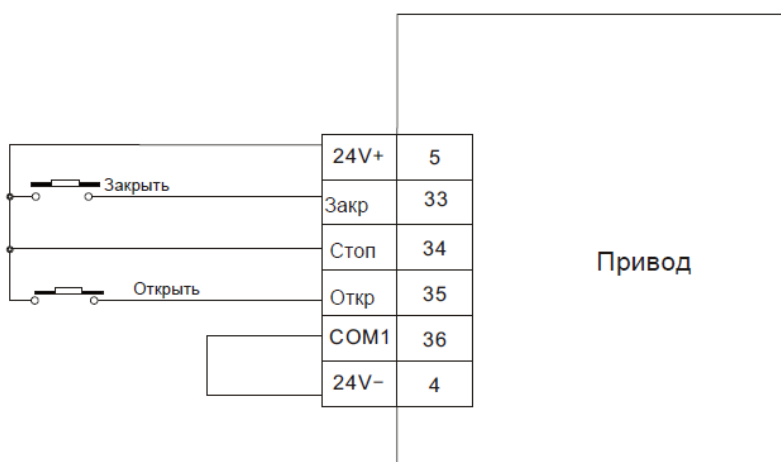 24V+ 5
Закрыть
Закр 33
Стоп 34
Привод
Открыть
Откр 35
COM1 36
24V− 4